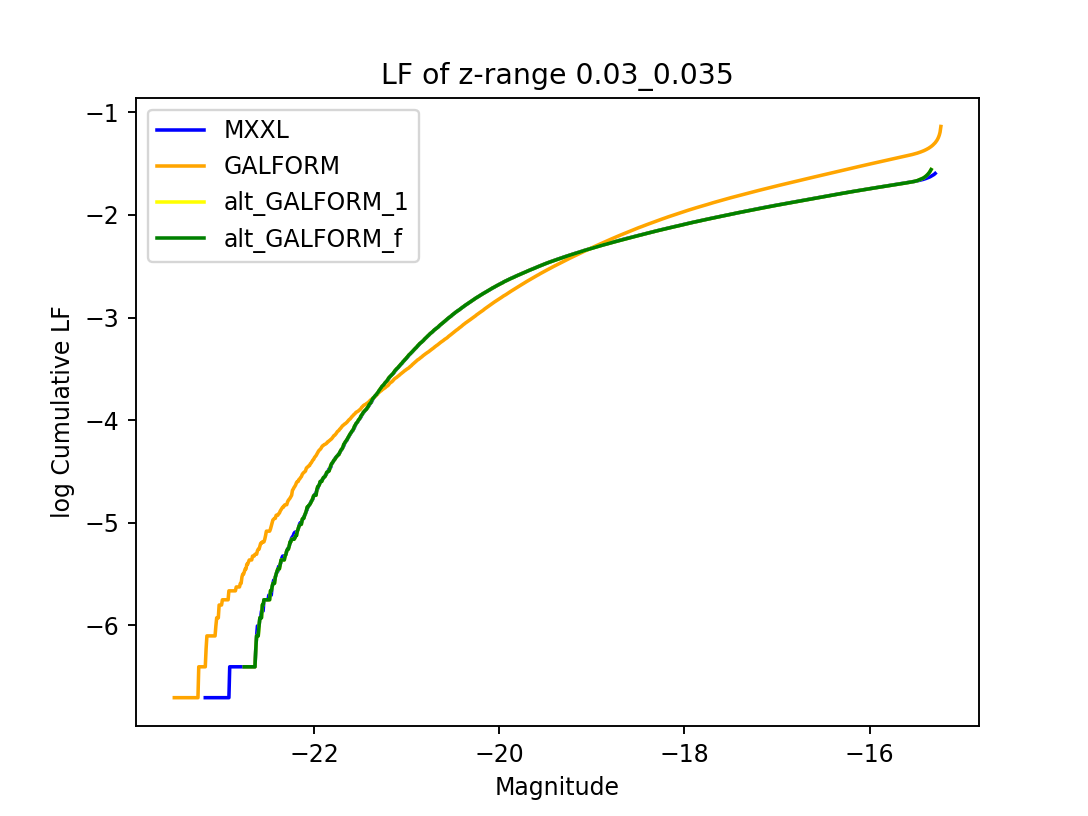 LF of z-range 0.03_0.035
−1
−2
−3
−4
−5
−6
log Cumulative LF
MXXL
GALFORM
alt_GALFORM_1
alt_GALFORM_f
−22
−20
−18
−16
Magnitude